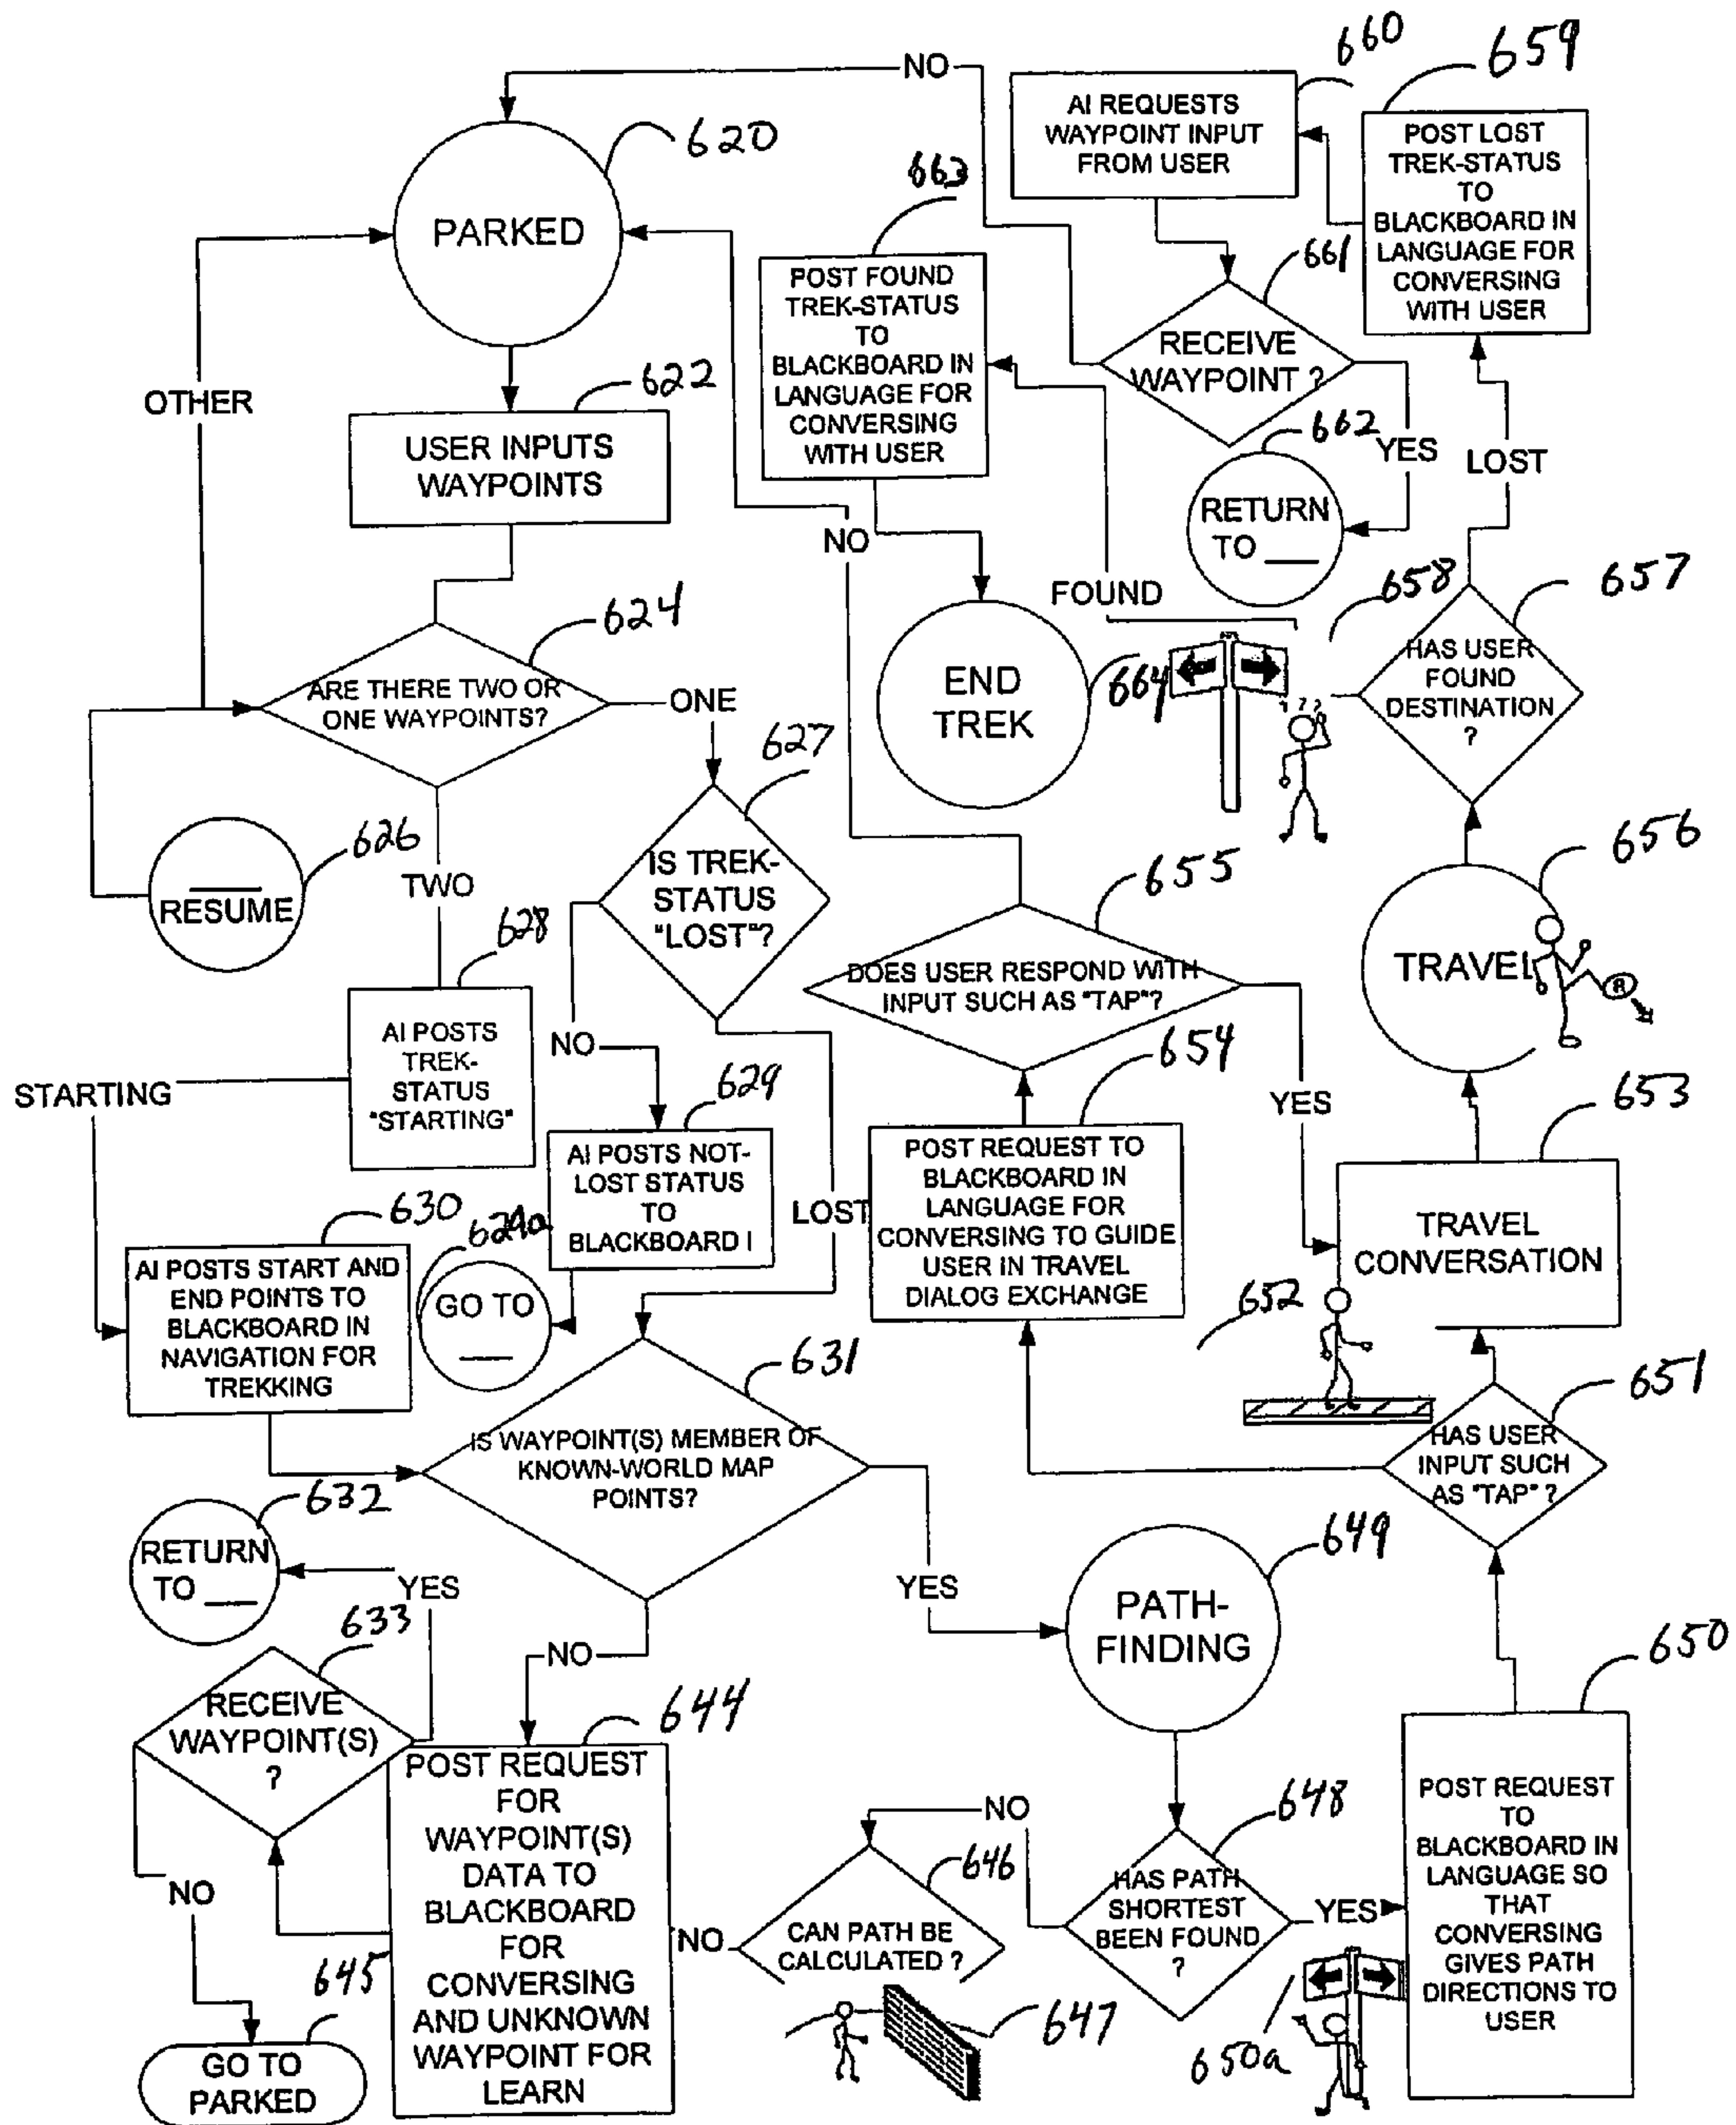 NO
660
659
AI REQUESTS
WAYPOINT INPUT
FROM USER
POST LOST
TREK-STATUS
TO
BLACKBOARD IN
LANGUAGE FOR
CONVERSING
WITH USER
620
PARKED
663
POST FOUND
TREK-STATUS
TO
BLACKBOARD IN
LANGUAGE FOR
CONVERSING
WITH USER
661
RECEIVE
WAYPOINT ?
OTHER
622
USER INPUTS
WAYPOINTS
662
YES
LOST
RETURN
TO ___
NO
FOUND
658
657
HAS USER
FOUND
DESTINATION
?
624
ARE THERE TWO OR
ONE WAYPOINTS?
ONE
END
TREK
664
? ? ?
627
IS TREK-
STATUS
"LOST"?
626
RESUME
TWO
628
AI POSTS
TREK-
STATUS
"STARTING"
STARTING
NO
655
DOES USER RESPOND WITH
INPUT SUCH AS "TAP"?
656
TRAVEL
654
YES
653
629
AI POSTS NOT-
LOST STATUS
TO
BLACKBOARD I
LOST
POST REQUEST TO
BLACKBOARD IN
LANGUAGE FOR
CONVERSING TO GUIDE
USER IN TRAVEL
DIALOG EXCHANGE
TRAVEL
CONVERSATION
630
AI POSTS START AND
END POINTS TO
BLACKBOARD IN
NAVIGATION FOR
TREKKING
629a
GO TO
___
652
631
IS WAYPOINT(S) MEMBER OF
KNOWN-WORLD MAP
POINTS?
651
HAS USER
INPUT SUCH
AS "TAP" ?
632
RETURN
TO ___
YES
YES
649
PATH-
FINDING
633
RECEIVE
WAYPOINT(S)
?
NO
644
POST REQUEST
FOR
WAYPOINT(S)
DATA TO
BLACKBOARD
FOR
CONVERSING
AND UNKNOWN
WAYPOINT FOR
LEARN
650
POST REQUEST
TO
BLACKBOARD IN
LANGUAGE SO
THAT
CONVERSING
GIVES PATH
DIRECTIONS TO
USER
NO
648
HAS PATH
SHORTEST
BEEN FOUND
?
YES
646
CAN PATH BE
CALCULATED ?
NO
NO
645
GO TO
PARKED
647
650a